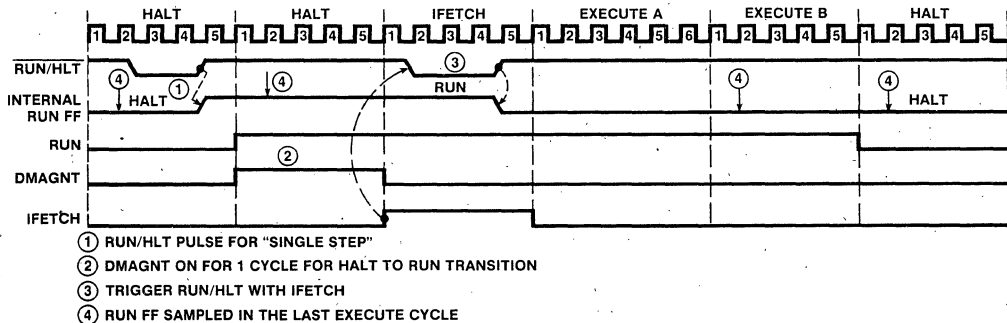 HALT HALT IFETCH EXECUTE A EXECUTE B HALT
1 2 3 4 5 1 2 3 4 5 1 2 3 4 5 1 2 3 4 5 6 1 2 3 4 5 1 2 3 4 5
RUN/HLT 3
4 1 4 RUN 4 4
INTERNAL RUN FF HALT HALT
RUN
2
DMAGNT
IFETCH
1 RUN/HLT PULSE FOR "SINGLE STEP"
2 DMAGNT ON FOR 1 CYCLE FOR HALT TO RUN TRANSITION
3 TRIGGER RUN/HLT WITH IFETCH
4 RUN FF SAMPLED IN THE LAST EXECUTE CYCLE